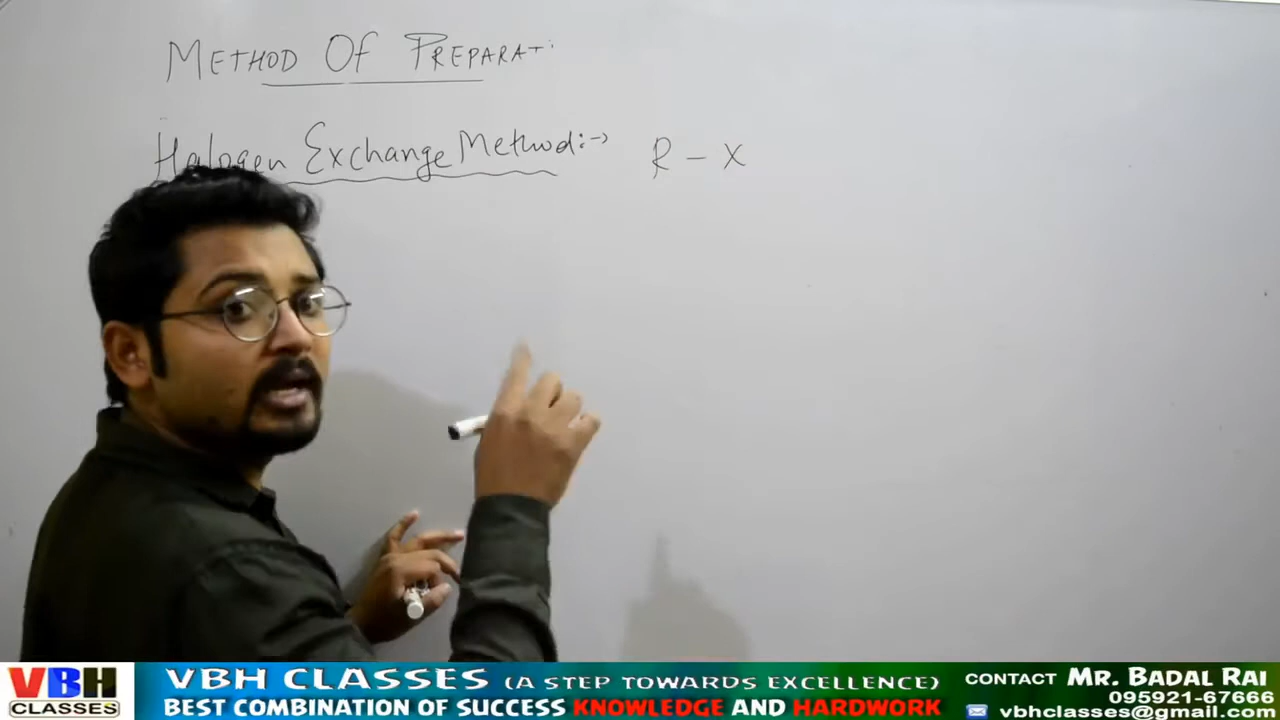 METHOD OF PREPARAT
Halogen Exchange Method:→ R - X
VBH
CLASSES
VBH CLASSES (A STEP TOWARDS EXCELLENCE)
BEST COMBINATION OF SUCCESS KNOWLEDGE AND HARDWORK
CONTACT MR. BADAL RAI
095921-67666
vbhclasses@gmail.com